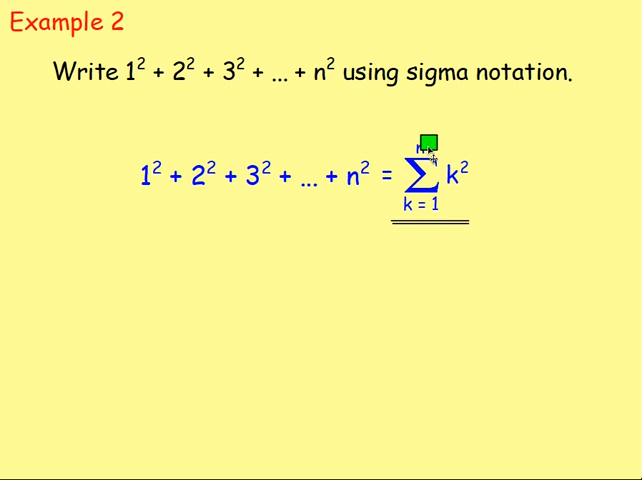 Example 2
Write 1² + 2² + 3² + ... + n² using sigma notation.
1² + 2² + 3² + ... + n² = ∑ k²
k = 1